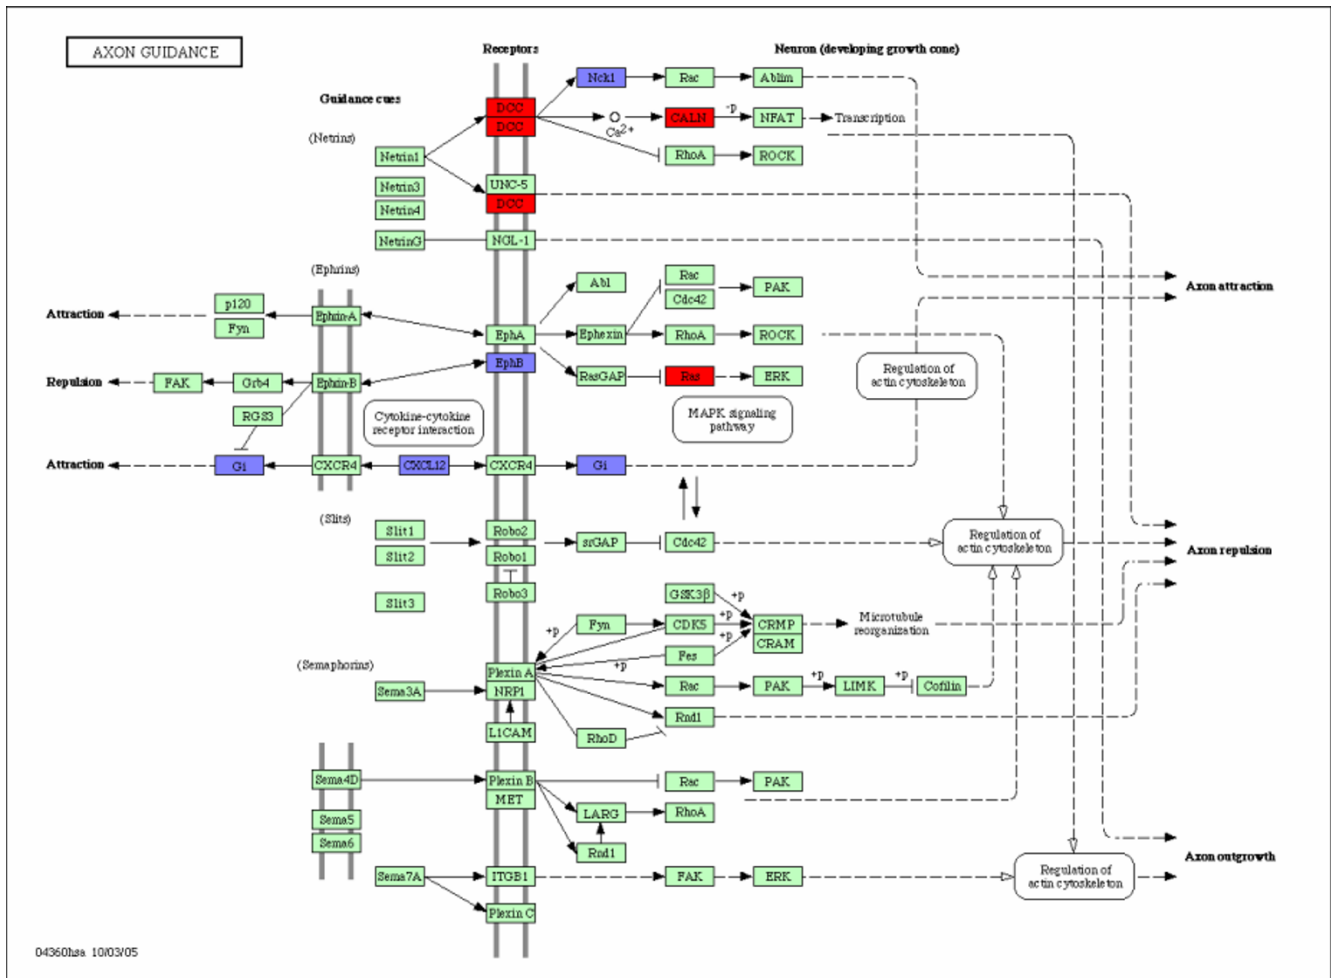 AXON GUIDANCE
Receptors
Neuron (developing growth cone)
Guidance cues
(Netrins)
Nck1
Rac
Ablim
DCC
DCC
Ca2+
CALN
-p
NFAT
Transcription
Netrin1
RhoA
ROCK
Netrin3
UNC-5
Netrin4
DCC
NetrinG
NGL-1
(Ephrins)
Abl
Rac
Cdc42
PAK
Axon attraction
p120
Fyn
Attraction
Ephrin-A
EphA
Ephexin
RhoA
ROCK
EphB
Regulation of
actin cytoskeleton
Repulsion
FAK
Grb4
Ephrin-B
RasGAP
Ras
ERK
RGS3
Cytokine-cytokine
receptor interaction
MAPK signaling
pathway
Attraction
Gi
CXCR4
CXCL12
CXCR4
Gi
(Slits)
Slit1
Slit2
Slit3
Robo2
Robo1
Robo3
srGAP
Cdc42
Regulation of
actin cytoskeleton
Axon repulsion
GSK3β
+p
+p
Fyn
CDK5
+p
CRMP
CRAM
Microtubule
reorganization
Fes
+p
+p
(Semaphorins)
Plexin A
Sema3A
NRP1
Rac
PAK
+p
LIMK
+p
Cofilin
L1CAM
Rnd1
RhoD
Sema4D
Plexin B
MET
Rac
PAK
Sema5
Sema6
LARG
RhoA
Rnd1
Sema7A
ITGB1
FAK
ERK
Regulation of
actin cytoskeleton
Axon outgrowth
Plexin C
04360hsa 10/03/05